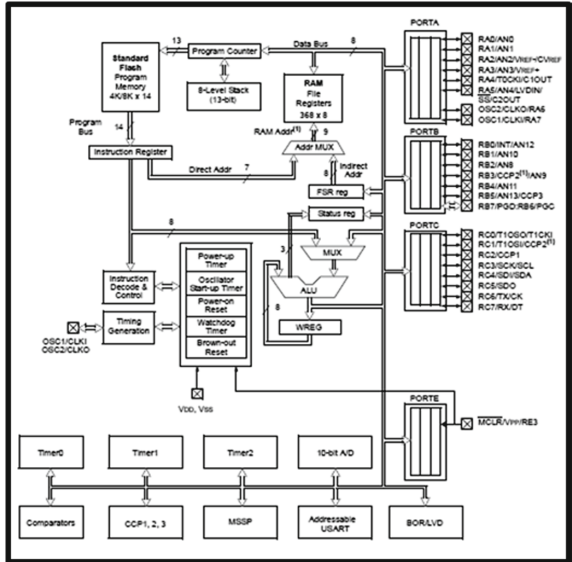 13
Data Bus
8
PORTA
Program Counter
Standard
Flash
Program
Memory
4K/8K x 14
8-Level Stack
(13-bit)
RAM
File
Registers
368 x 8
RA0/AN0
RA1/AN1
RA2/AN2/VREF-/CVREF
RA3/AN3/VREF+
RA4/T0CKI/C1OUT
RA5/AN4/LVDIN/
SS/C2OUT
OSC2/CLKO/RA6
OSC1/CLKI/RA7
Program
Bus
14
RAM Addr(1)
9
PORTB
Instruction Register
Addr MUX
Direct Addr
7
8
Indirect
Addr
FSR reg
RB0/INT/AN12
RB1/AN10
RB2/AN8
RB3/CCP2(1)/AN9
RB4/AN11
RB5/AN13/CCP3
RB7/PGD:RB6/PGC
Status reg
8
PORTC
3
MUX
RC0/T1OSO/T1CKI
RC1/T1OSI/CCP2(1)
RC2/CCP1
RC3/SCK/SCL
RC4/SDI/SDA
RC5/SDO
RC6/TX/CK
RC7/RX/DT
Power-up
Timer
Oscillator
Start-up Timer
Power-on
Reset
Watchdog
Timer
Brown-out
Reset
Instruction
Decode &
Control
ALU
8
WREG
Timing
Generation
OSC1/CLKI
OSC2/CLKO
VDD, VSS
PORTE
MCLR/VPP/RE3
Timer0
Timer1
Timer2
10-bit A/D
Comparators
CCP1, 2, 3
MSSP
Addressable
USART
BOR/LVD